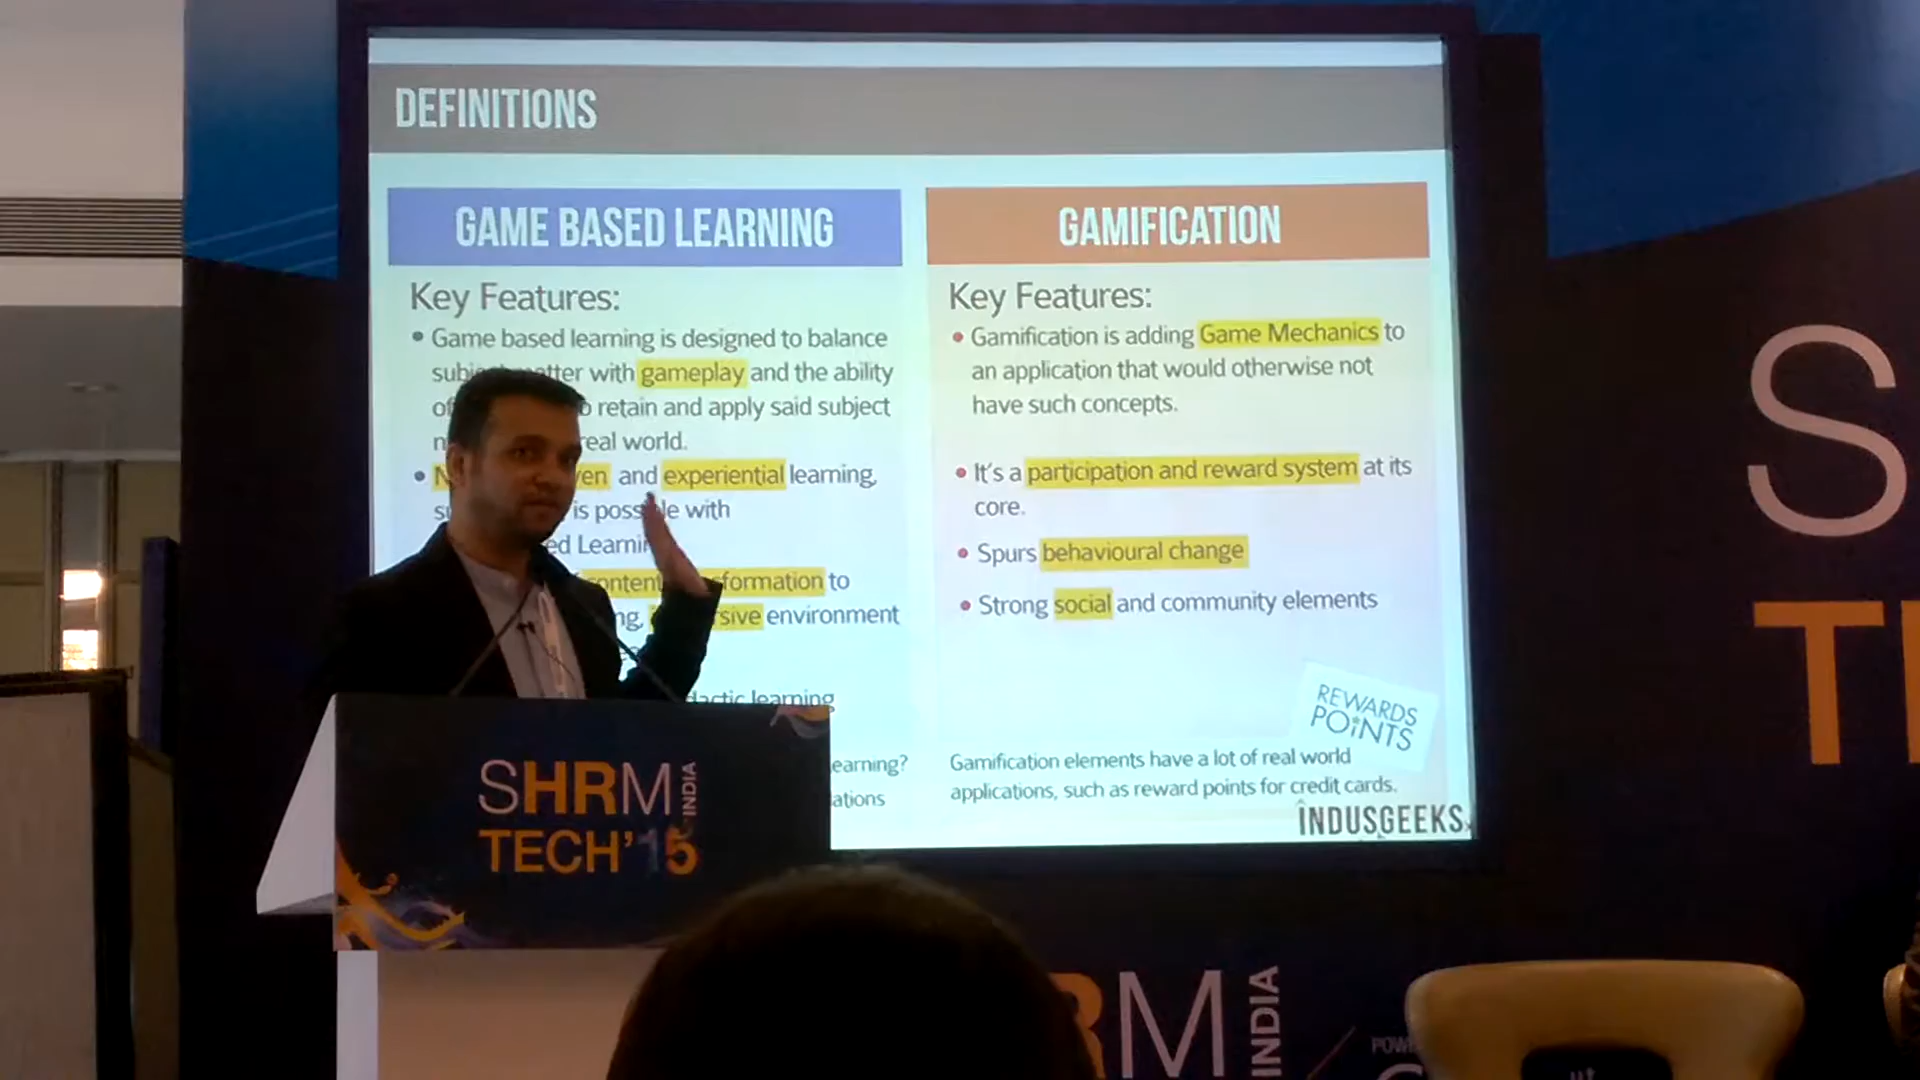 DEFINITIONS
GAME BASED LEARNING
Key Features:
• Game based learning is designed to balance
with gameplay and the ability
retain and apply said subject
real world.
and experiential learning,
is with
to
environment
learning
GAMIFICATION
Key Features:
• Gamification is adding Game Mechanics to
an application that would otherwise not
have such concepts.
• It's a participation and reward system at its
core.
• Spurs behavioural change
• Strong social and community elements
REWARDS
POiNTS
Gamification elements have a lot of real world
applications, such as reward points for credit cards.
INDUSGEEKS
SHRM INDIA
TECH'15
INDIA